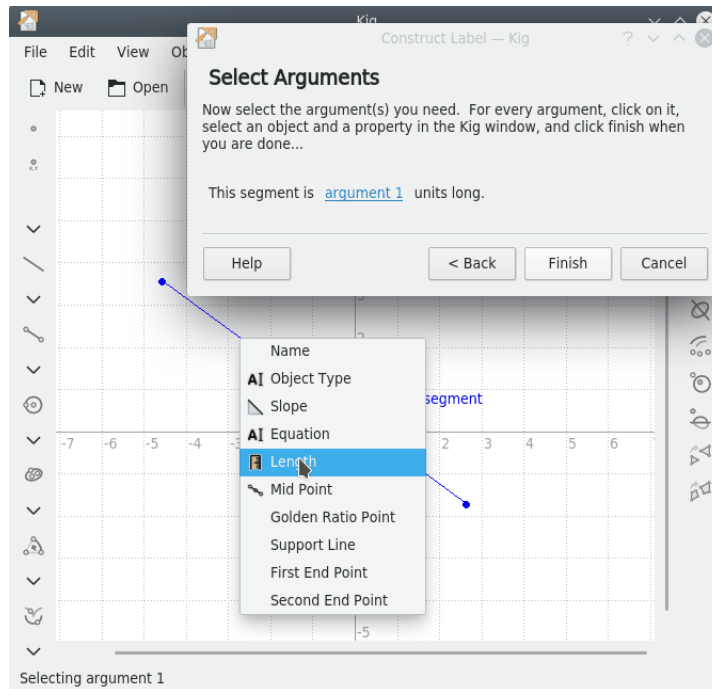 Kig
File Edit View Ob
New Open
Construct Label — Kig
?
Select Arguments
Now select the argument(s) you need. For every argument, click on it,
select an object and a property in the Kig window, and click finish when
you are done...
This segment is argument 1 units long.
Help < Back Finish Cancel
Name
AI Object Type
Slope
AI Equation
Length
Mid Point
Golden Ratio Point
Support Line
First End Point
Second End Point
segment
-7 -6 -5 -4 2 3 4 5 6
-5
Selecting argument 1